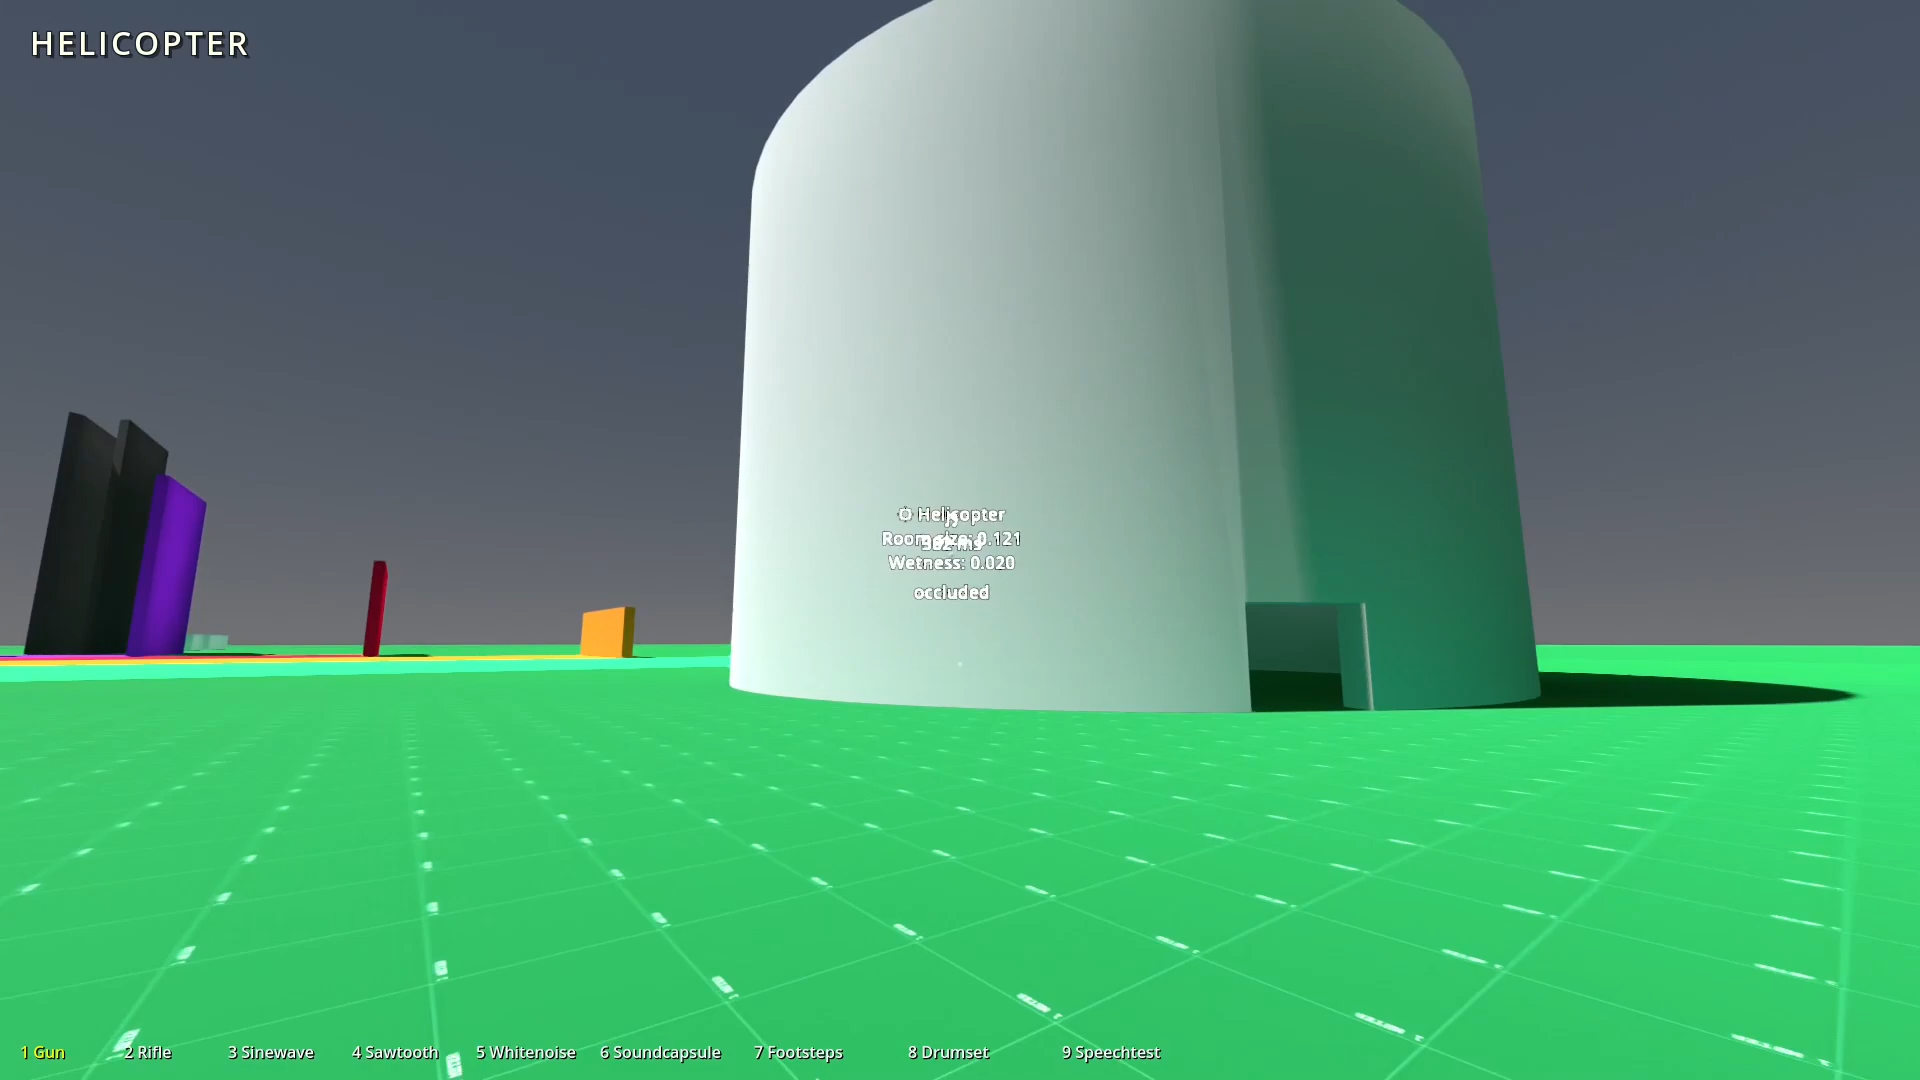 HELICOPTER
Helicopter
Room size: 0.121
Wetness: 0.020
occluded
1 Gun 2 Rifle 3 Sinewave 4 Sawtooth 5 Whitenoise 6 Soundcapsule 7 Footsteps 8 Drumset 9 Speechtest